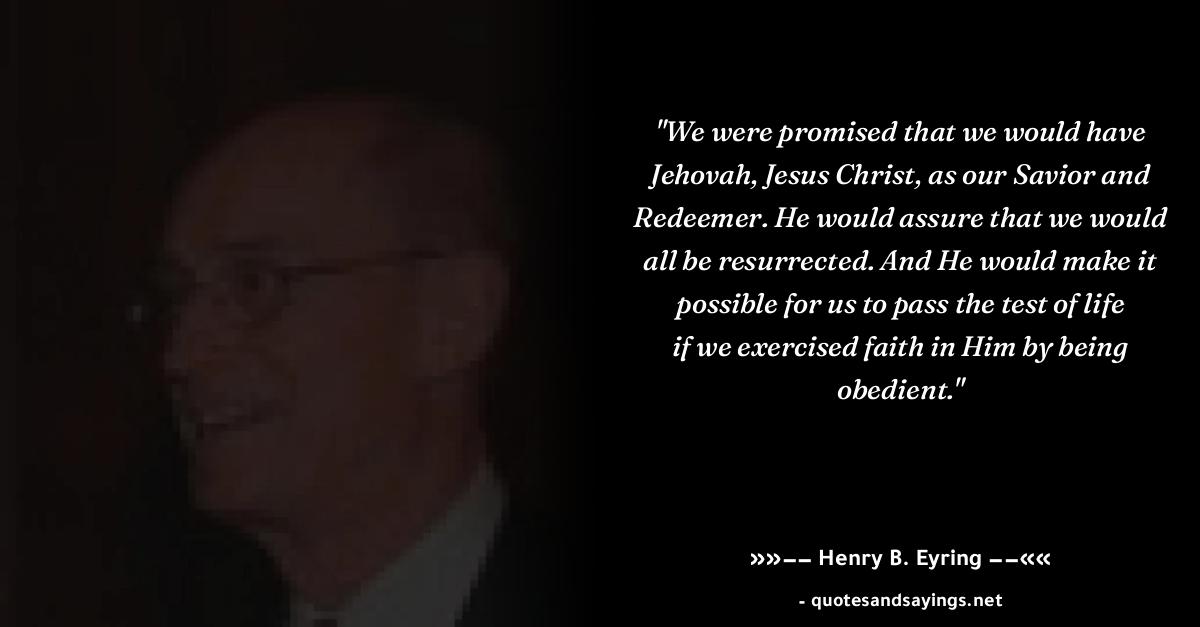 "We were promised that we would have
Jehovah, Jesus Christ, as our Savior and
Redeemer. He would assure that we would
all be resurrected. And He would make it
possible for us to pass the test of life
if we exercised faith in Him by being
obedient."
»»−− Henry B. Eyring −−««
- quotesandsayings.net